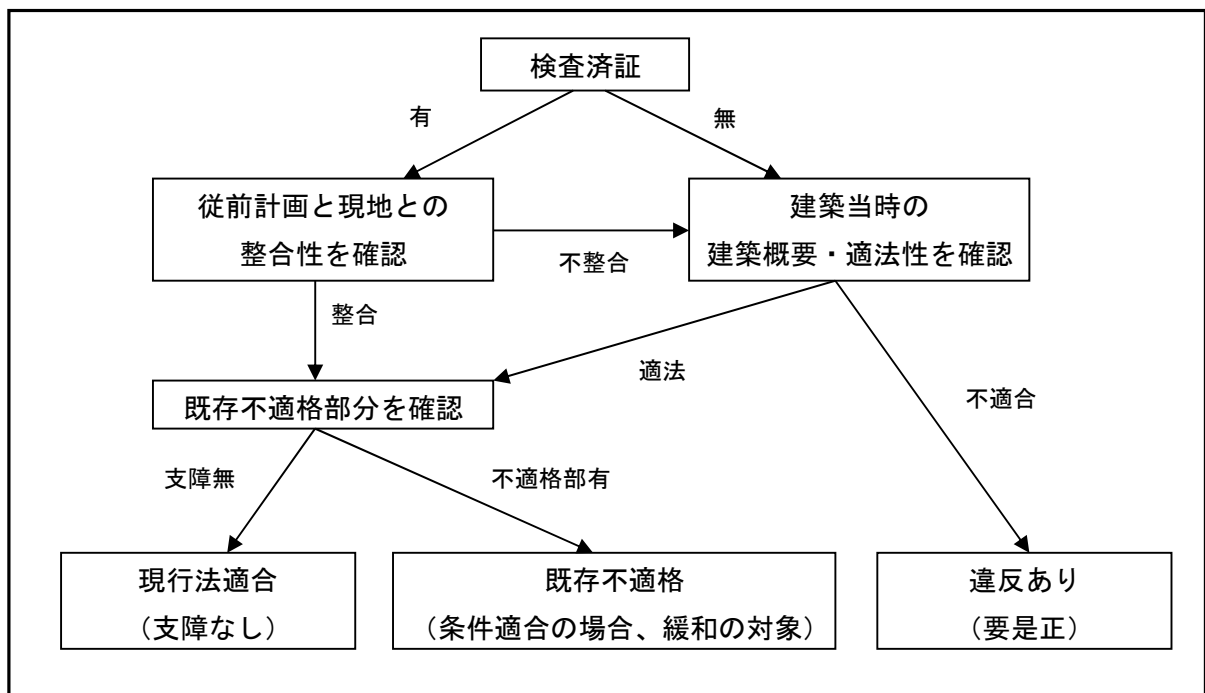 検査済証
有
無
従前計画と現地との
整合性を確認
建築当時の
建築概要・適法性を確認
不整合
整合
適法
不適合
既存不適格部分を確認
支障無
不適格部有
現行法適合
（支障なし）
既存不適格
（条件適合の場合、緩和の対象）
違反あり
（要是正）